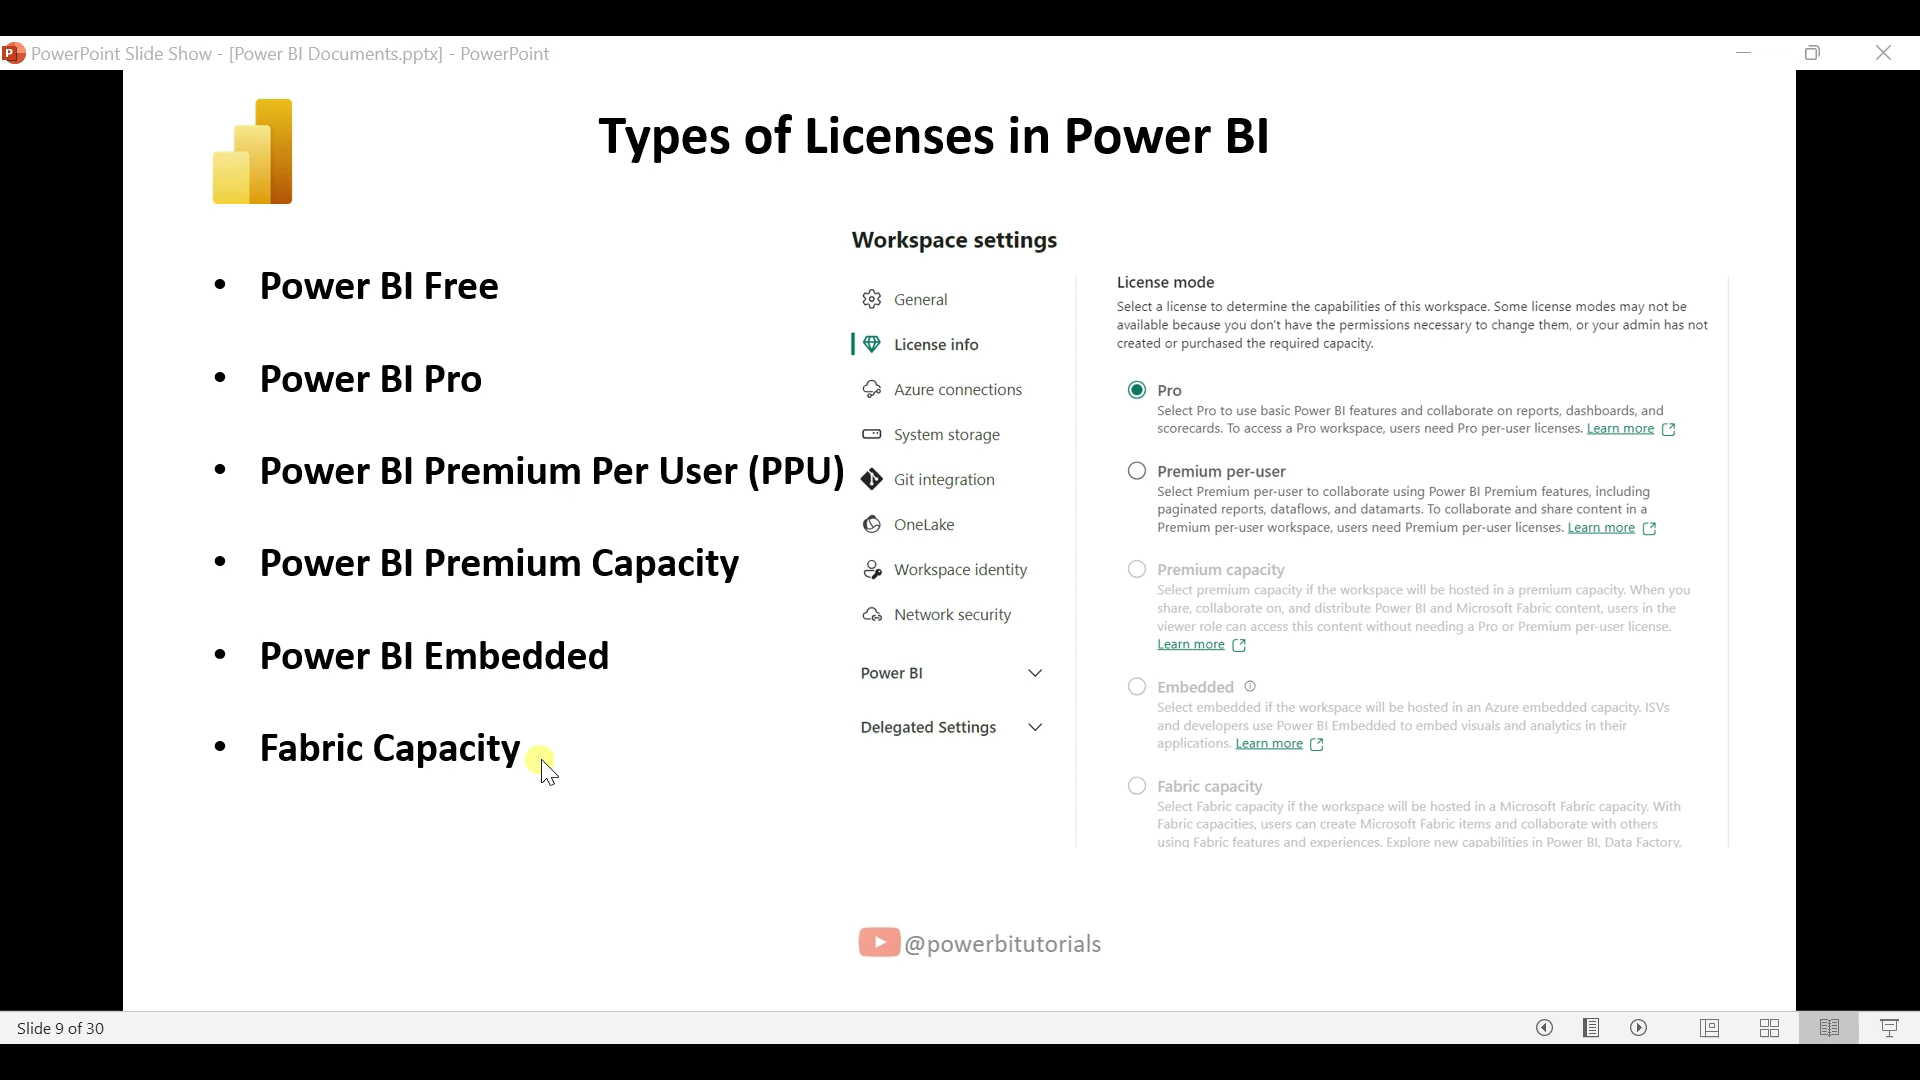 PowerPoint Slide Show - [Power BI Documents.pptx] - PowerPoint
Types of Licenses in Power BI
• Power BI Free
• Power BI Pro
• Power BI Premium Per User (PPU)
• Power BI Premium Capacity
• Power BI Embedded
• Fabric Capacity
Workspace settings
General
License info
Azure connections
System storage
Git integration
OneLake
Workspace identity
Network security
Power BI
Delegated Settings
License mode
Select a license to determine the capabilities of this workspace. Some license modes may not be
available because you don't have the permissions necessary to change them, or your admin has not
created or purchased the required capacity.
Pro
Select Pro to use basic Power BI features and collaborate on reports, dashboards, and
scorecards. To access a Pro workspace, users need Pro per-user licenses. Learn more
Premium per-user
Select Premium per-user to collaborate using Power BI Premium features, including
paginated reports, dataflows, and datamarts. To collaborate and share content in a
Premium per-user workspace, users need Premium per-user licenses. Learn more
Premium capacity
Select premium capacity if the workspace will be hosted in a premium capacity. When you
share, collaborate on, and distribute Power BI and Microsoft Fabric content, users in the
viewer role can access this content without needing a Pro or Premium per-user license.
Learn more
Embedded
Select embedded if the workspace will be hosted in an Azure embedded capacity. ISVs
and developers use Power BI Embedded to embed visuals and analytics in their
applications. Learn more
Fabric capacity
Select Fabric capacity if the workspace will be hosted in a Microsoft Fabric capacity. With
Fabric capacities, users can create Microsoft Fabric items and collaborate with others
using Fabric features and experiences. Explore new capabilities in Power BI, Data Factory,
@powerbitutorials
Slide 9 of 30